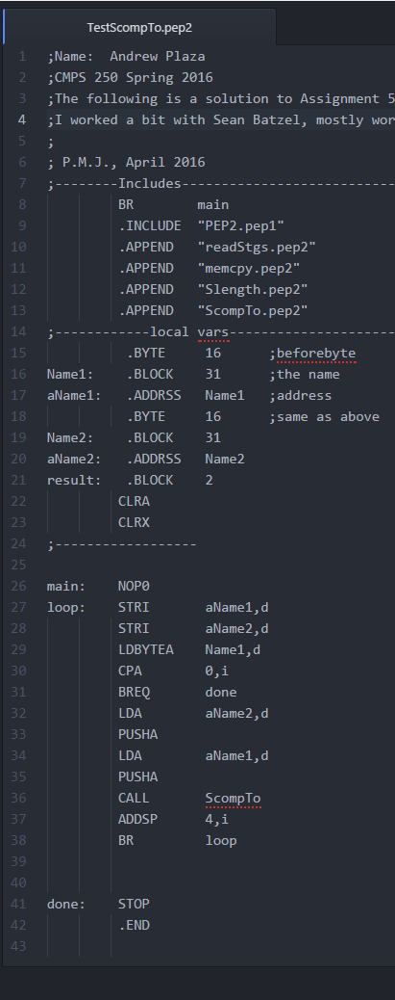 TestScompTo.pep2
1 ;Name:  Andrew Plaza
2 ;CMPS 250 Spring 2016
3 ;The following is a solution to Assignment 5
4 ;I worked a bit with Sean Batzel, mostly wor
5 ;
6 ; P.M.J., April 2016
7 ;--------Includes---------------------------
8 BR main
9 .INCLUDE "PEP2.pep1"
10 .APPEND "readStgs.pep2"
11 .APPEND "memcpy.pep2"
12 .APPEND "Slength.pep2"
13 .APPEND "ScompTo.pep2"
14 ;------------local vars---------------------
15 .BYTE 16 ;beforebyte
16 Name1: .BLOCK 31 ;the name
17 aName1: .ADDRSS Name1 ;address
18 .BYTE 16 ;same as above
19 Name2: .BLOCK 31
20 aName2: .ADDRSS Name2
21 result: .BLOCK 2
22 CLRA
23 CLRX
24 ;------------------
25
26 main: NOP0
27 loop: STRI aName1,d
28 STRI aName2,d
29 LDBYTEA Name1,d
30 CPA 0,i
31 BREQ done
32 LDA aName2,d
33 PUSHA
34 LDA aName1,d
35 PUSHA
36 CALL ScompTo
37 ADDSP 4,i
38 BR loop
39
40
41 done: STOP
42 .END
43